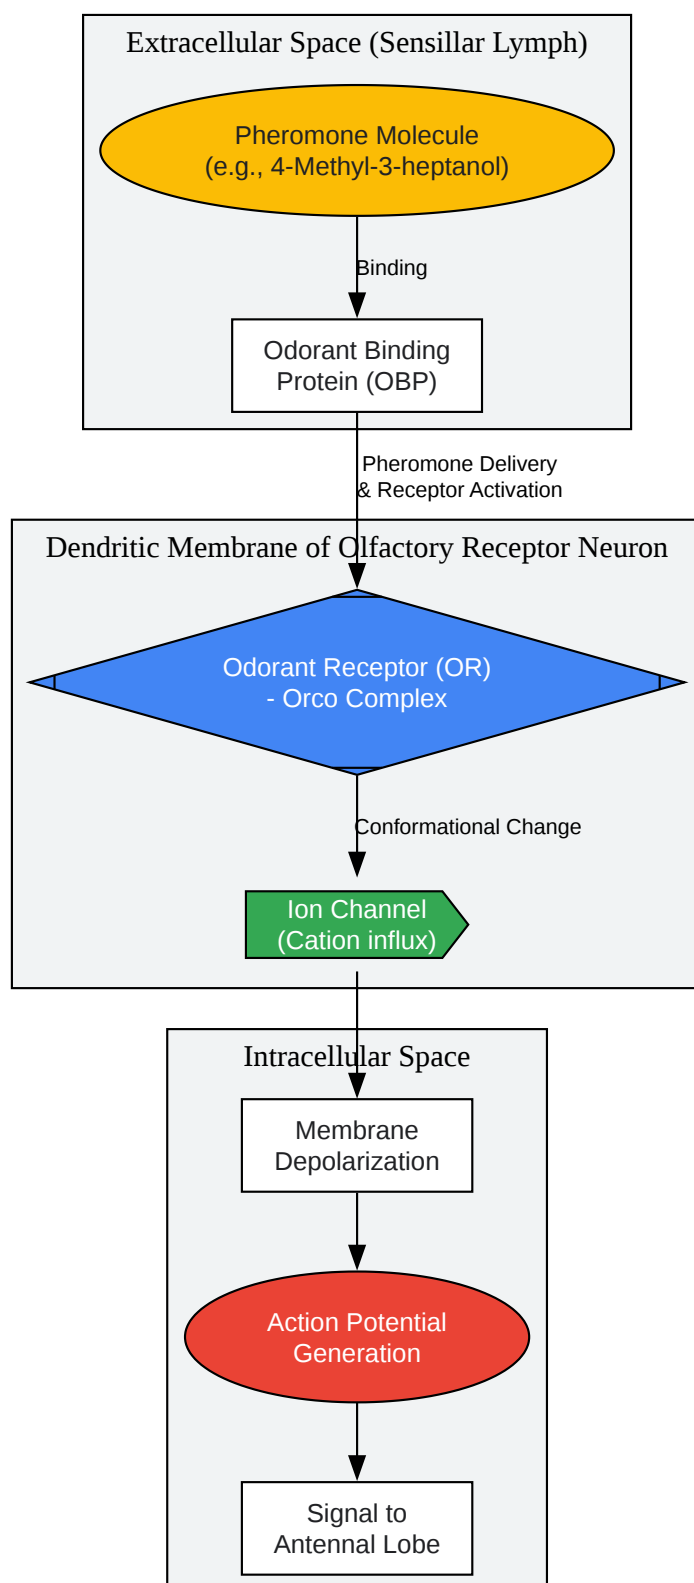 Extracellular Space (Sensillar Lymph)
Pheromone Molecule
(e.g., 4-Methyl-3-heptanol)
Binding
Odorant Binding
Protein (OBP)
Pheromone Delivery
& Receptor Activation
Dendritic Membrane of Olfactory Receptor Neuron
Odorant Receptor (OR)
- Orco Complex
Conformational Change
Ion Channel
(Cation influx)
Intracellular Space
Membrane
Depolarization
Action Potential
Generation
Signal to
Antennal Lobe